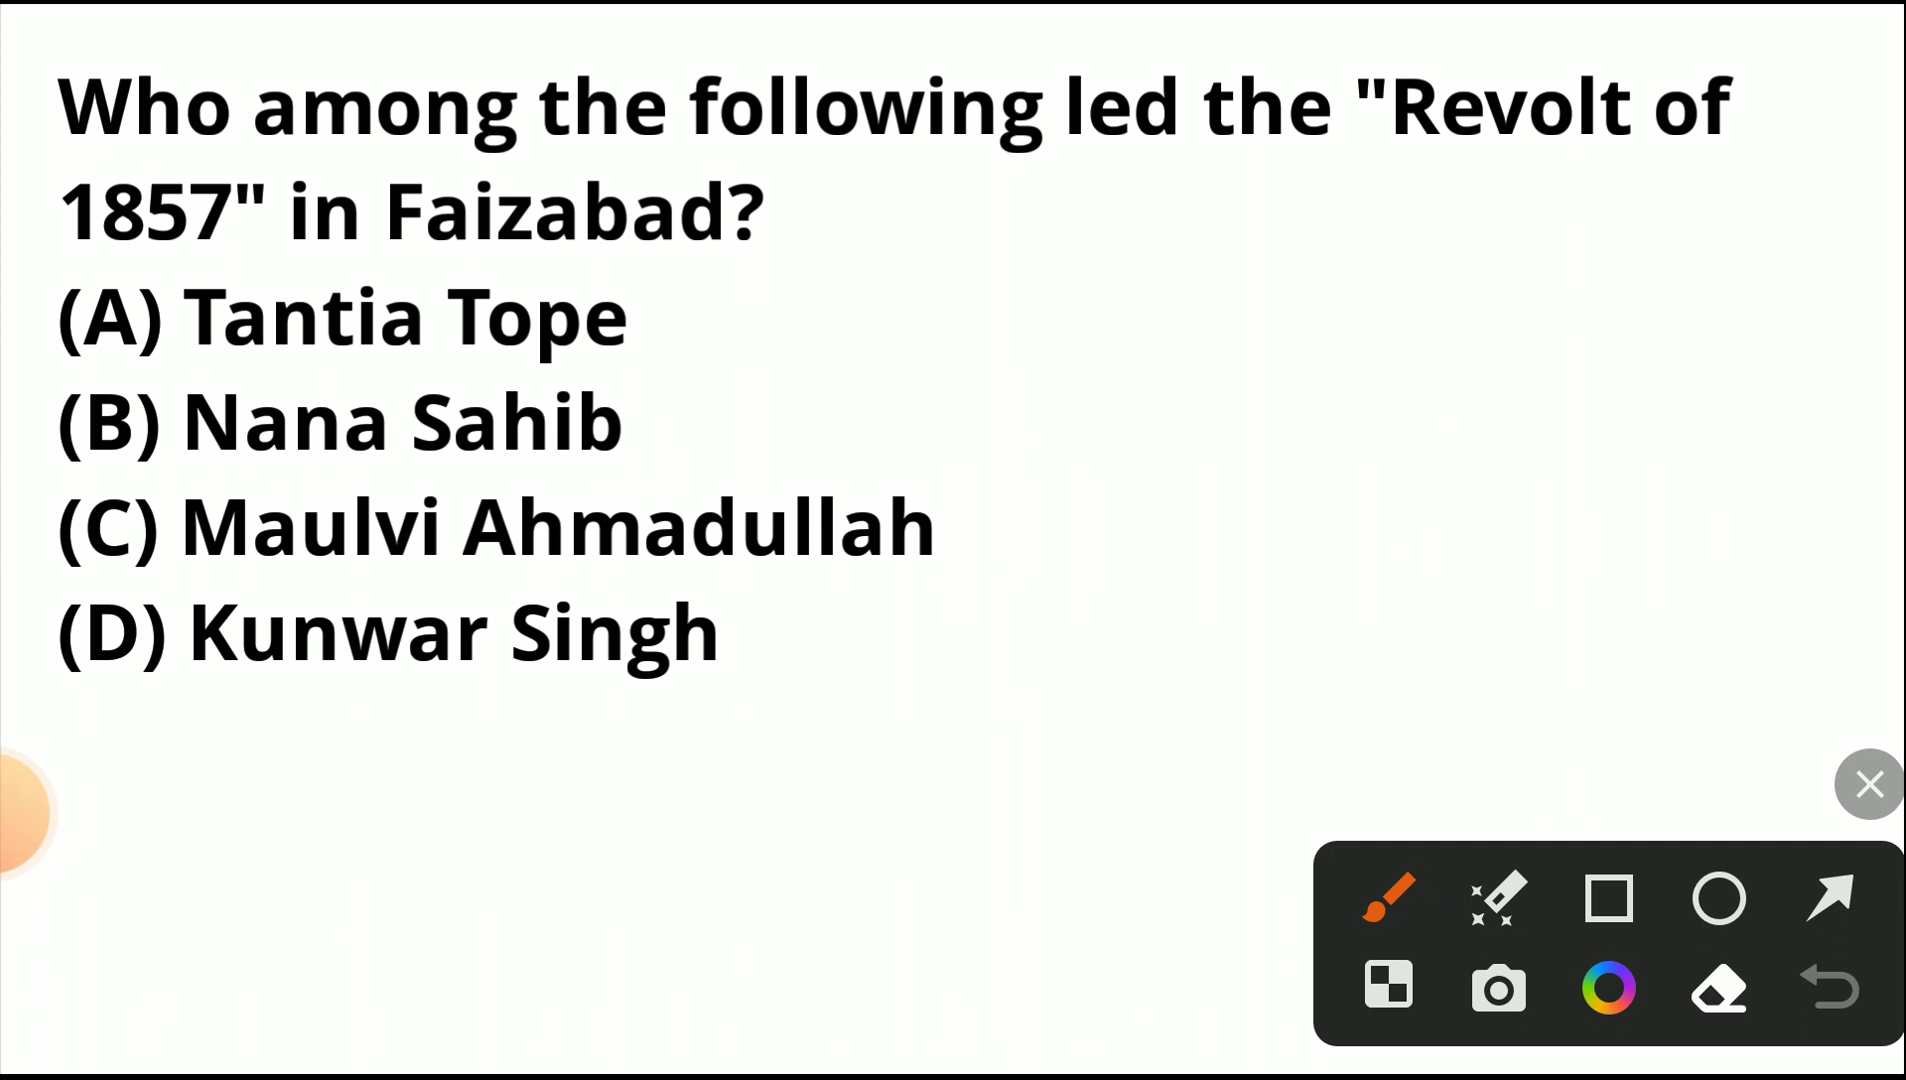 Who among the following led the "Revolt of
1857" in Faizabad?
(A) Tantia Tope
(B) Nana Sahib
(C) Maulvi Ahmadullah
(D) Kunwar Singh